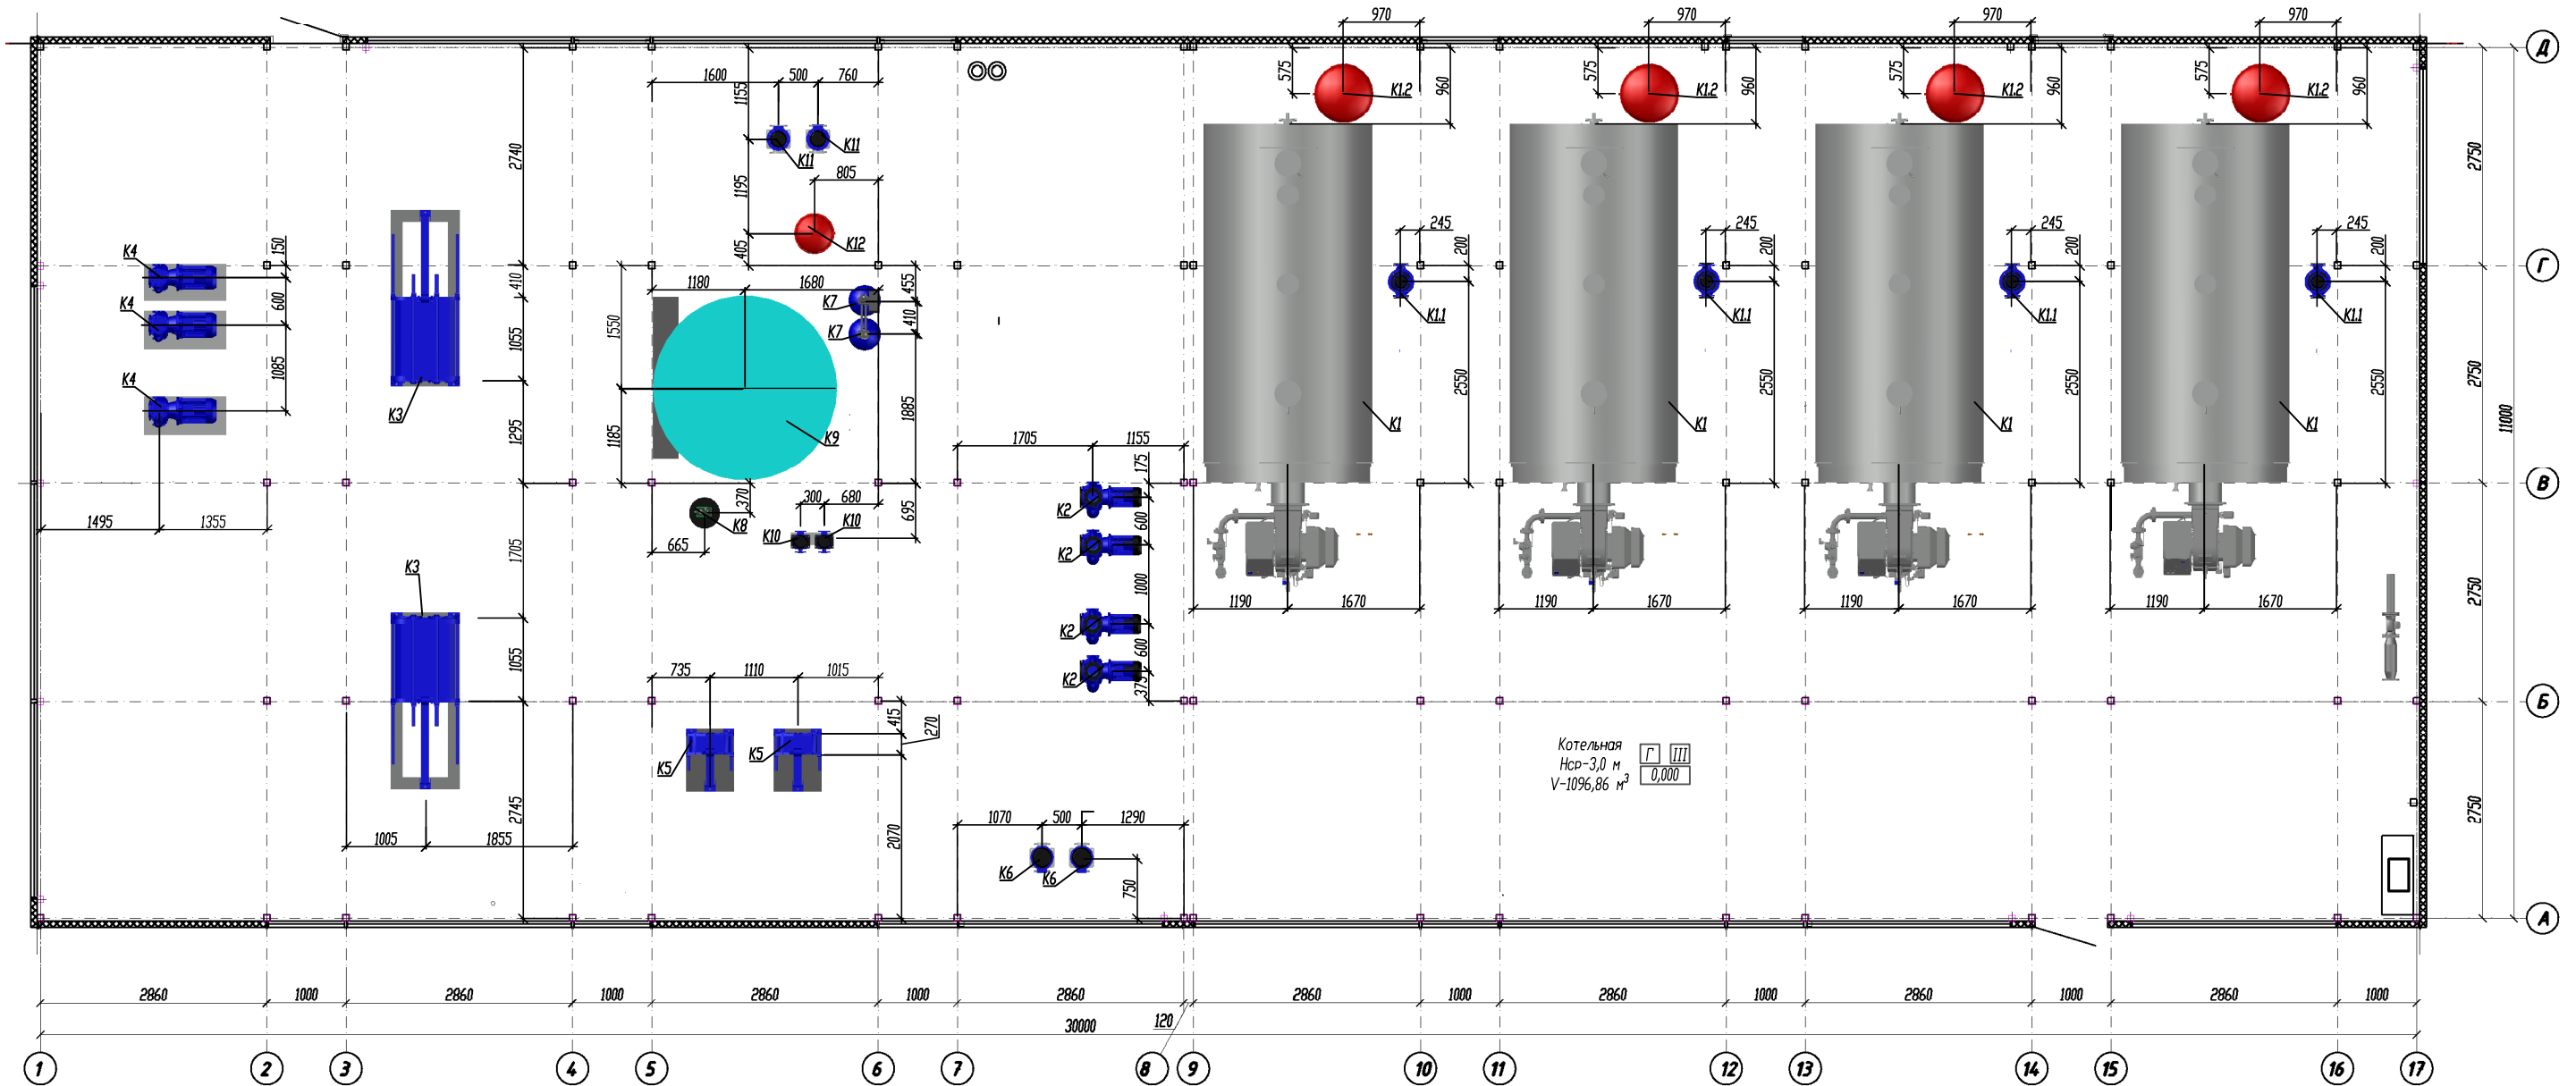 970 970 970 970
Д
575 960 К1.2 575 960 К1.2 575 960 К1.2 575 960 К1.2
1600 500 760
1155
К11 К11
2740 2750
1195 805
К12
405
245 200 245 200 245 200 245 200
Г
К4 150 410 1180 1680 455
К4 600 К7 410
К7
К1.1 К1.1 К1.1 К1.1
1550 1055 1085
К4
К3
2550 2550 2550 2550 2750
К1 К1 К1 К1
11000
1295 1185 К9 1885
1705 1155
175
В
1495 1355
370 300 680 695
К8 К10 К10
665
К2 600
К2
1705
К3
1000
1190 1670 1190 1670 1190 1670 1190 1670
2750
К2 600
1055
735 1110 1015
К2 375
Б
415 270
К5 К5
Котельная Г III
Нср-3,0 м 0,000
V-1096,86 м³
2745 2070 2750
1005 1855
1070 500 1290
К6 К6 750
А
2860 1000 2860 1000 2860 1000 2860 2860 1000 2860 1000 2860 1000 2860 1000
30000 120
1 2 3 4 5 6 7 8 9 10 11 12 13 14 15 16 17